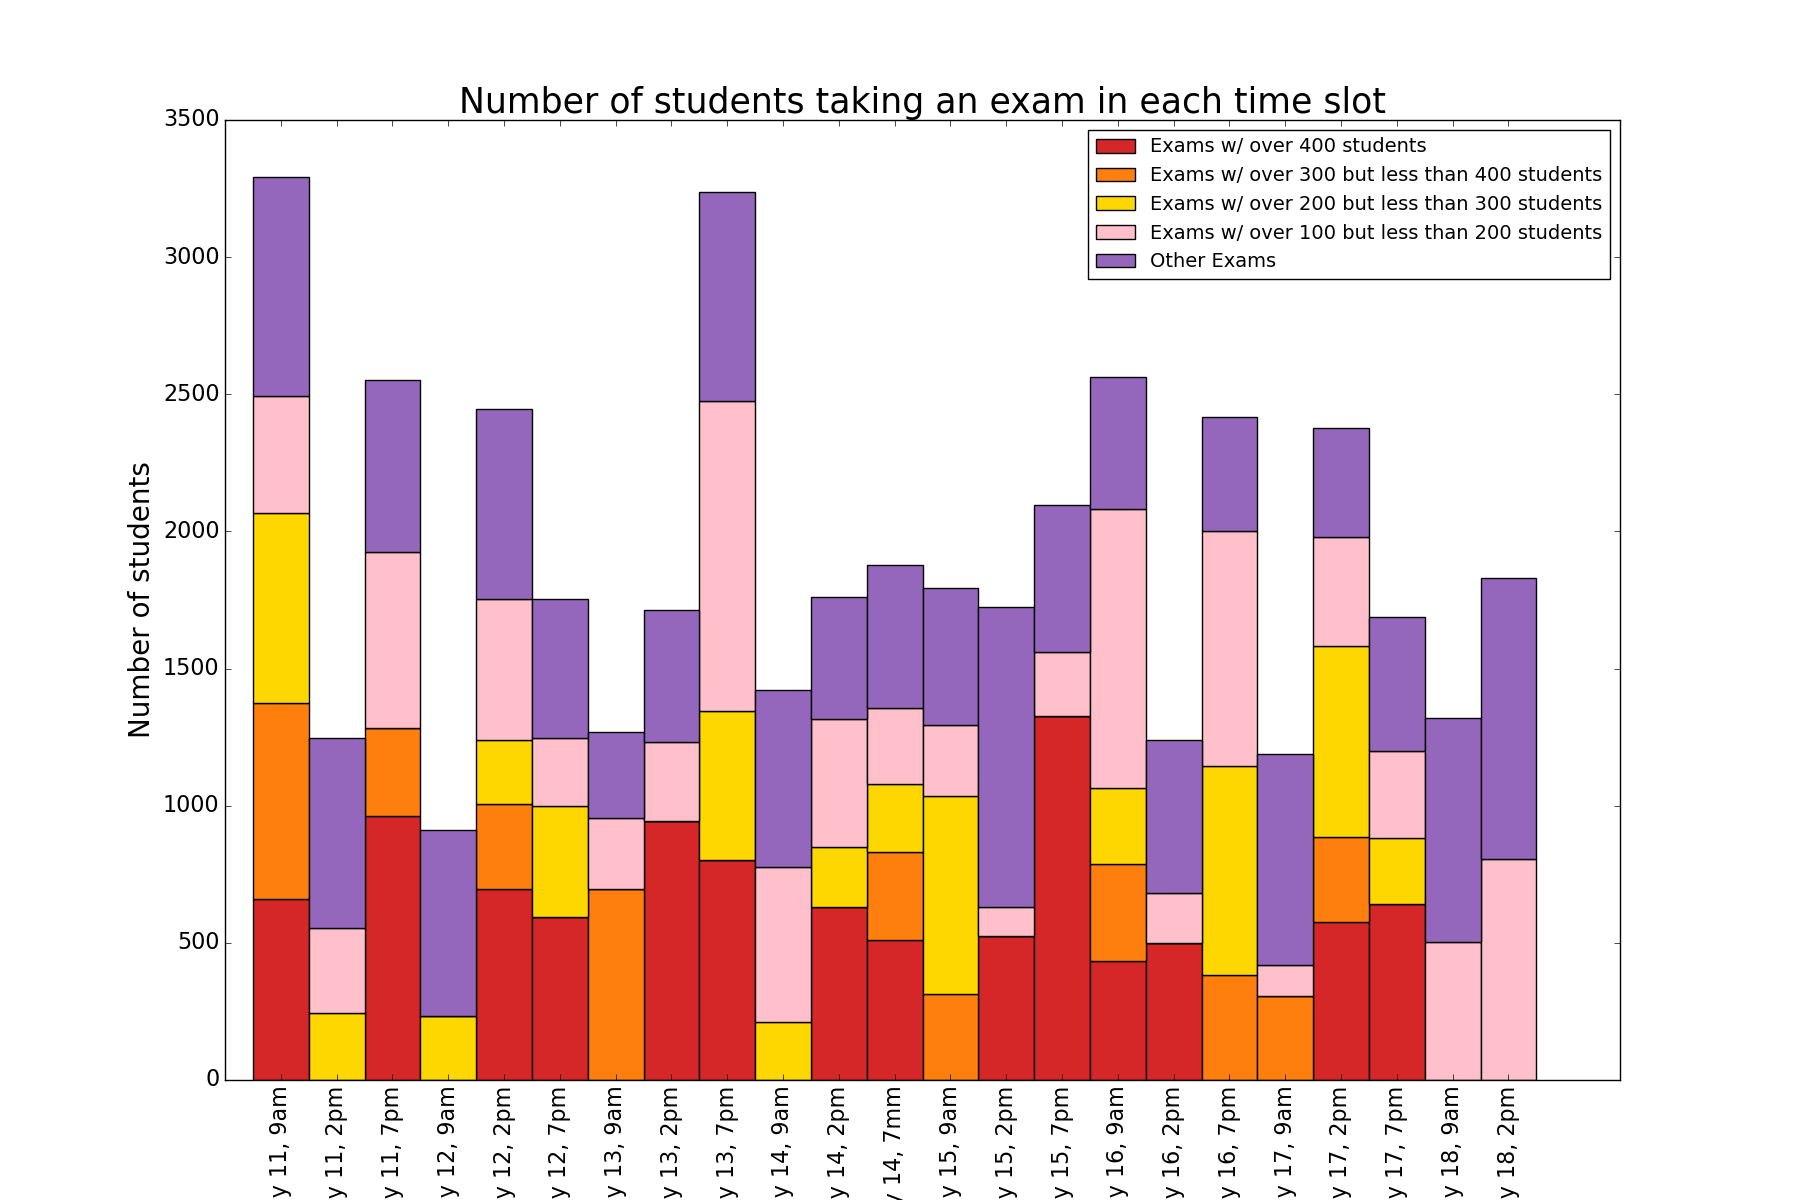 Number of students taking an exam in each time slot
Exams w/ over 400 students
Exams w/ over 300 but less than 400 students
Exams w/ over 200 but less than 300 students
Exams w/ over 100 but less than 200 students
Other Exams
Number of students
3500
3000
2500
2000
1500
1000
500
0
y 11, 9am
y 11, 2pm
y 11, 7pm
y 12, 9am
y 12, 2pm
y 12, 7pm
y 13, 9am
y 13, 2pm
y 13, 7pm
y 14, 9am
y 14, 2pm
y 14, 7mm
y 15, 9am
y 15, 2pm
y 15, 7pm
y 16, 9am
y 16, 2pm
y 16, 7pm
y 17, 9am
y 17, 2pm
y 17, 7pm
y 18, 9am
y 18, 2pm